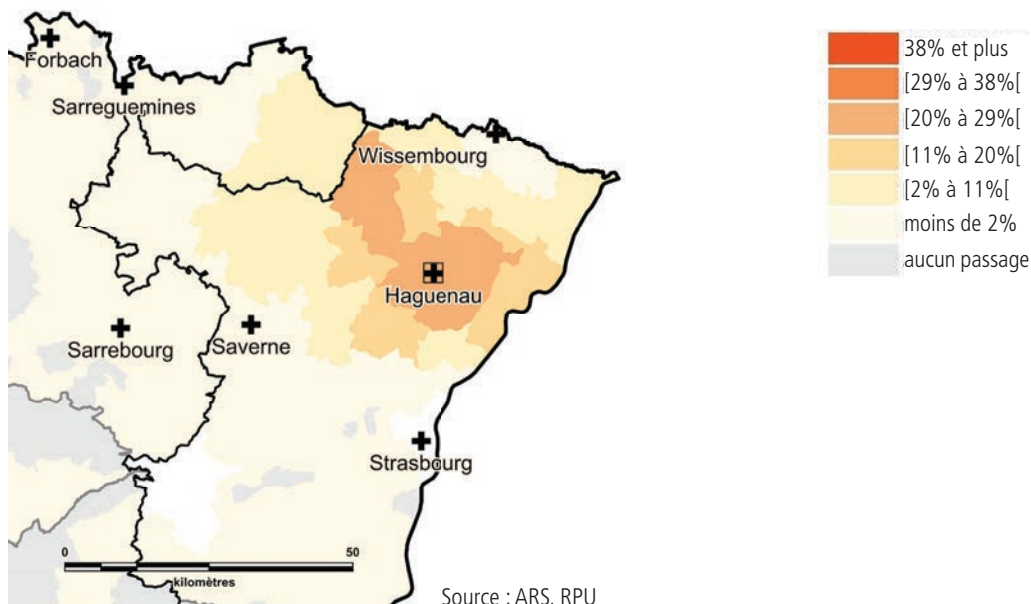 Forbach
Sarreguemines
Wissembourg
Haguenau
Sarrebourg
Saverne
Strasbourg
0 50
kilomètres
Source : ARS, RPU
38% et plus
[29% à 38%[
[20% à 29%[
[11% à 20%[
[2% à 11%[
moins de 2%
aucun passage